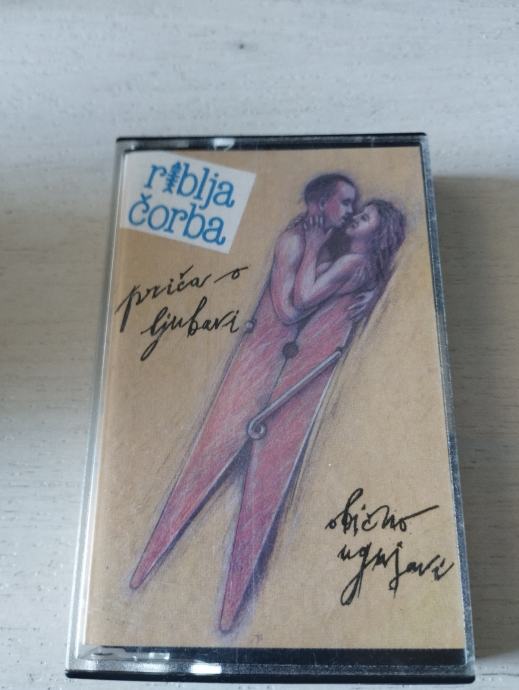 riblja
čorba
priča o
ljubavi
obično
ugnjavi